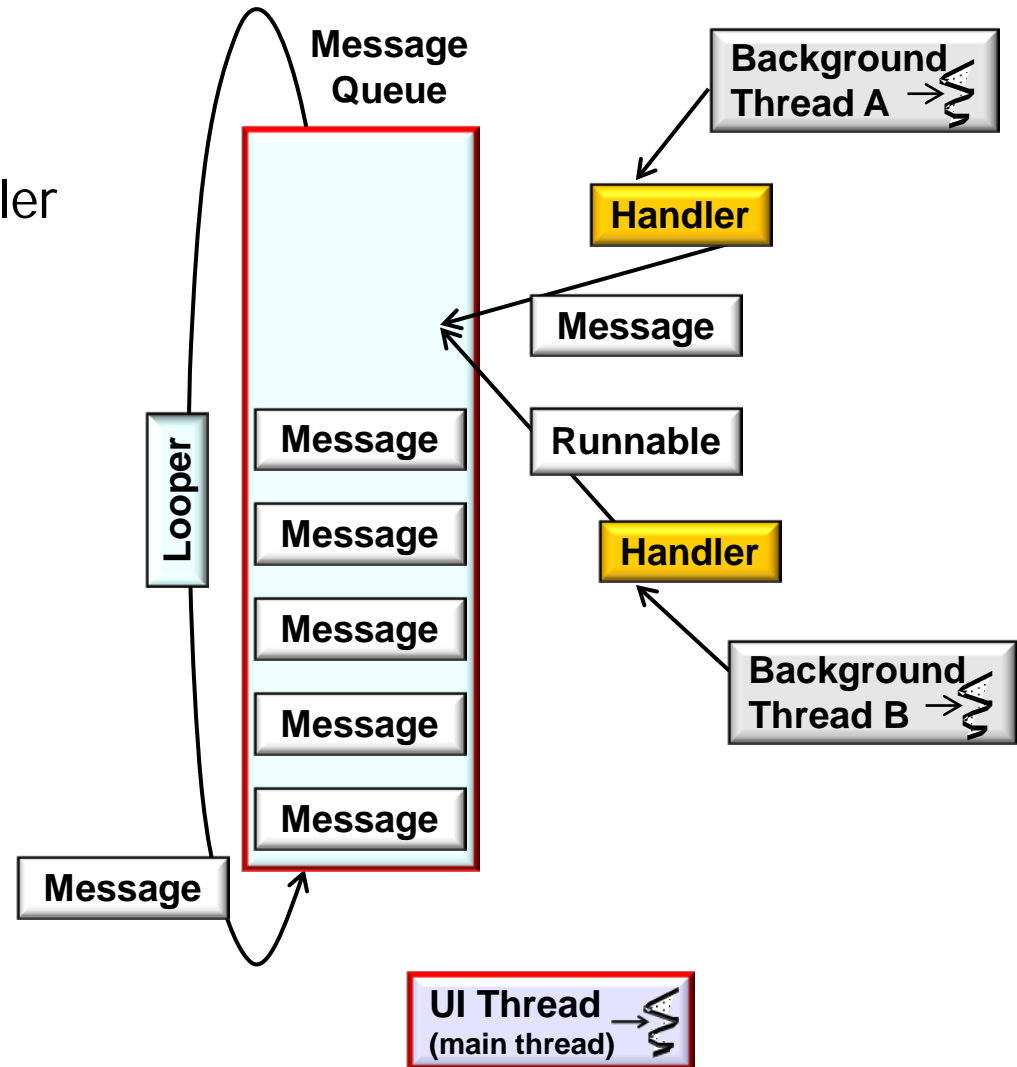 Message
Queue
Background
Thread A
ler
Handler
Message
Message
Runnable
Looper
Message
Handler
Message
Background
Thread B
Message
Message
Message
UI Thread
(main thread)